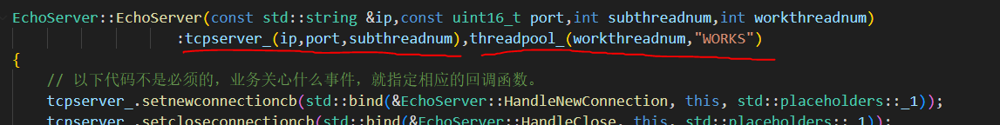 EchoServer::EchoServer(const std::string &ip,const uint16_t port,int subthreadnum,int workthreadnum)
:tcpserver_(ip,port,subthreadnum),threadpool_(workthreadnum,"WORKS")
{
// 以下代码不是必须的，业务关心什么事件，就指定相应的回调函数。
tcpserver_.setnewconnectioncb(std::bind(&EchoServer::HandleNewConnection, this, std::placeholders::_1));
tcpserver_.setcloseconnectioncb(std::bind(&EchoServer::HandleClose, this, std::placeholders::_1));